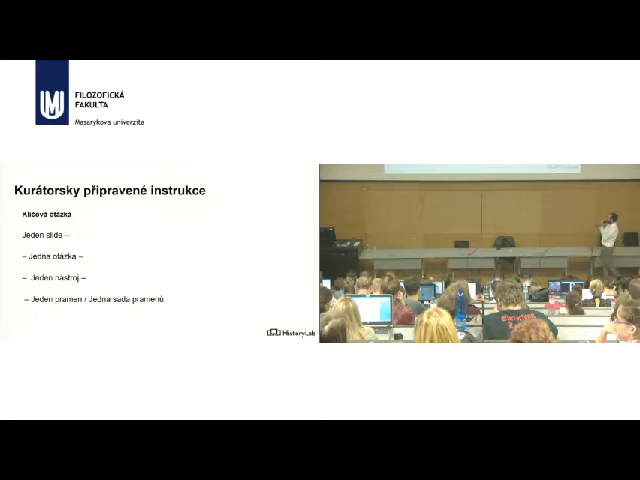 FILOZOFICKÁ
FAKULTA
Masarykova univerzita
Kurátorsky připravené instrukce
Klíčová otázka
Jeden slide –
– Jedna otázka –
– Jeden nástroj –
– Jeden pramen / Jedna sada pramenů
HistoryLab